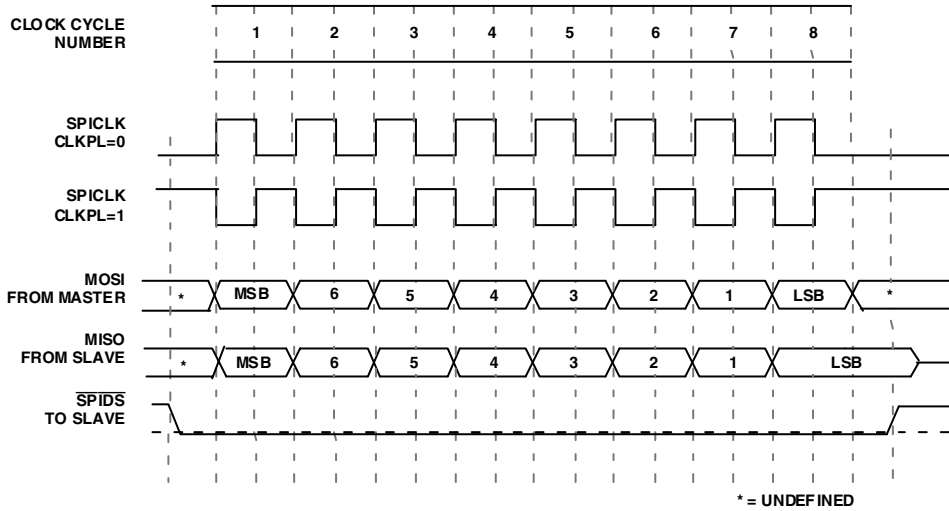 CLOCK CYCLE
NUMBER
1 2 3 4 5 6 7 8
SPICLK
CLKPL=0
SPICLK
CLKPL=1
MOSI
FROM MASTER
* MSB 6 5 4 3 2 1 LSB *
MISO
FROM SLAVE
* MSB 6 5 4 3 2 1 LSB
SPIDS
TO SLAVE
* = UNDEFINED